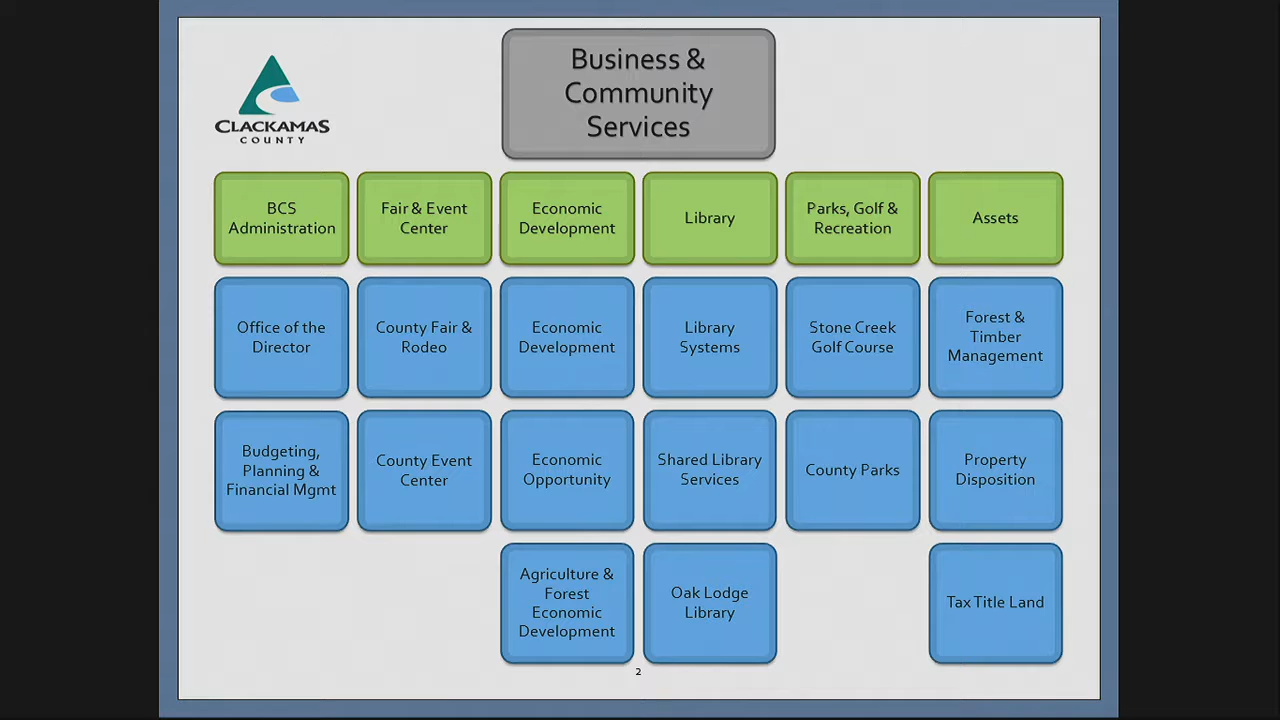 Business &
Community
Services
CLACKAMAS
COUNTY
BCS
Administration
Fair & Event
Center
Economic
Development
Library
Parks, Golf &
Recreation
Assets
Office of the
Director
County Fair &
Rodeo
Economic
Development
Library
Systems
Stone Creek
Golf Course
Forest &
Timber
Management
Budgeting,
Planning &
Financial Mgmt
County Event
Center
Economic
Opportunity
Shared Library
Services
County Parks
Property
Disposition
Agriculture &
Forest
Economic
Development
Oak Lodge
Library
Tax Title Land
2